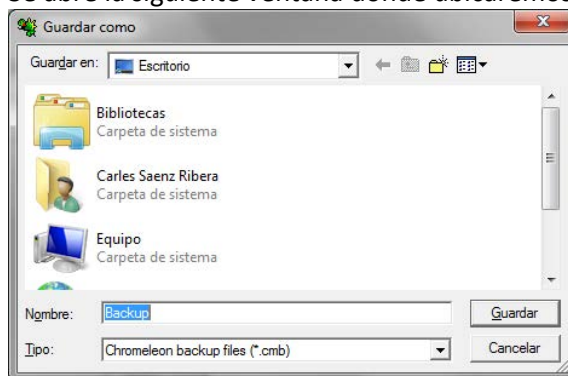 Se abre la siguiente ventana donde ubicaremos
Guardar como
Guardar en: Escritorio
Bibliotecas
Carpeta de sistema
Carles Saenz Ribera
Carpeta de sistema
Equipo
Carpeta de sistema
Nombre: Backup Guardar
Tipo: Chromeleon backup files (*.cmb) Cancelar